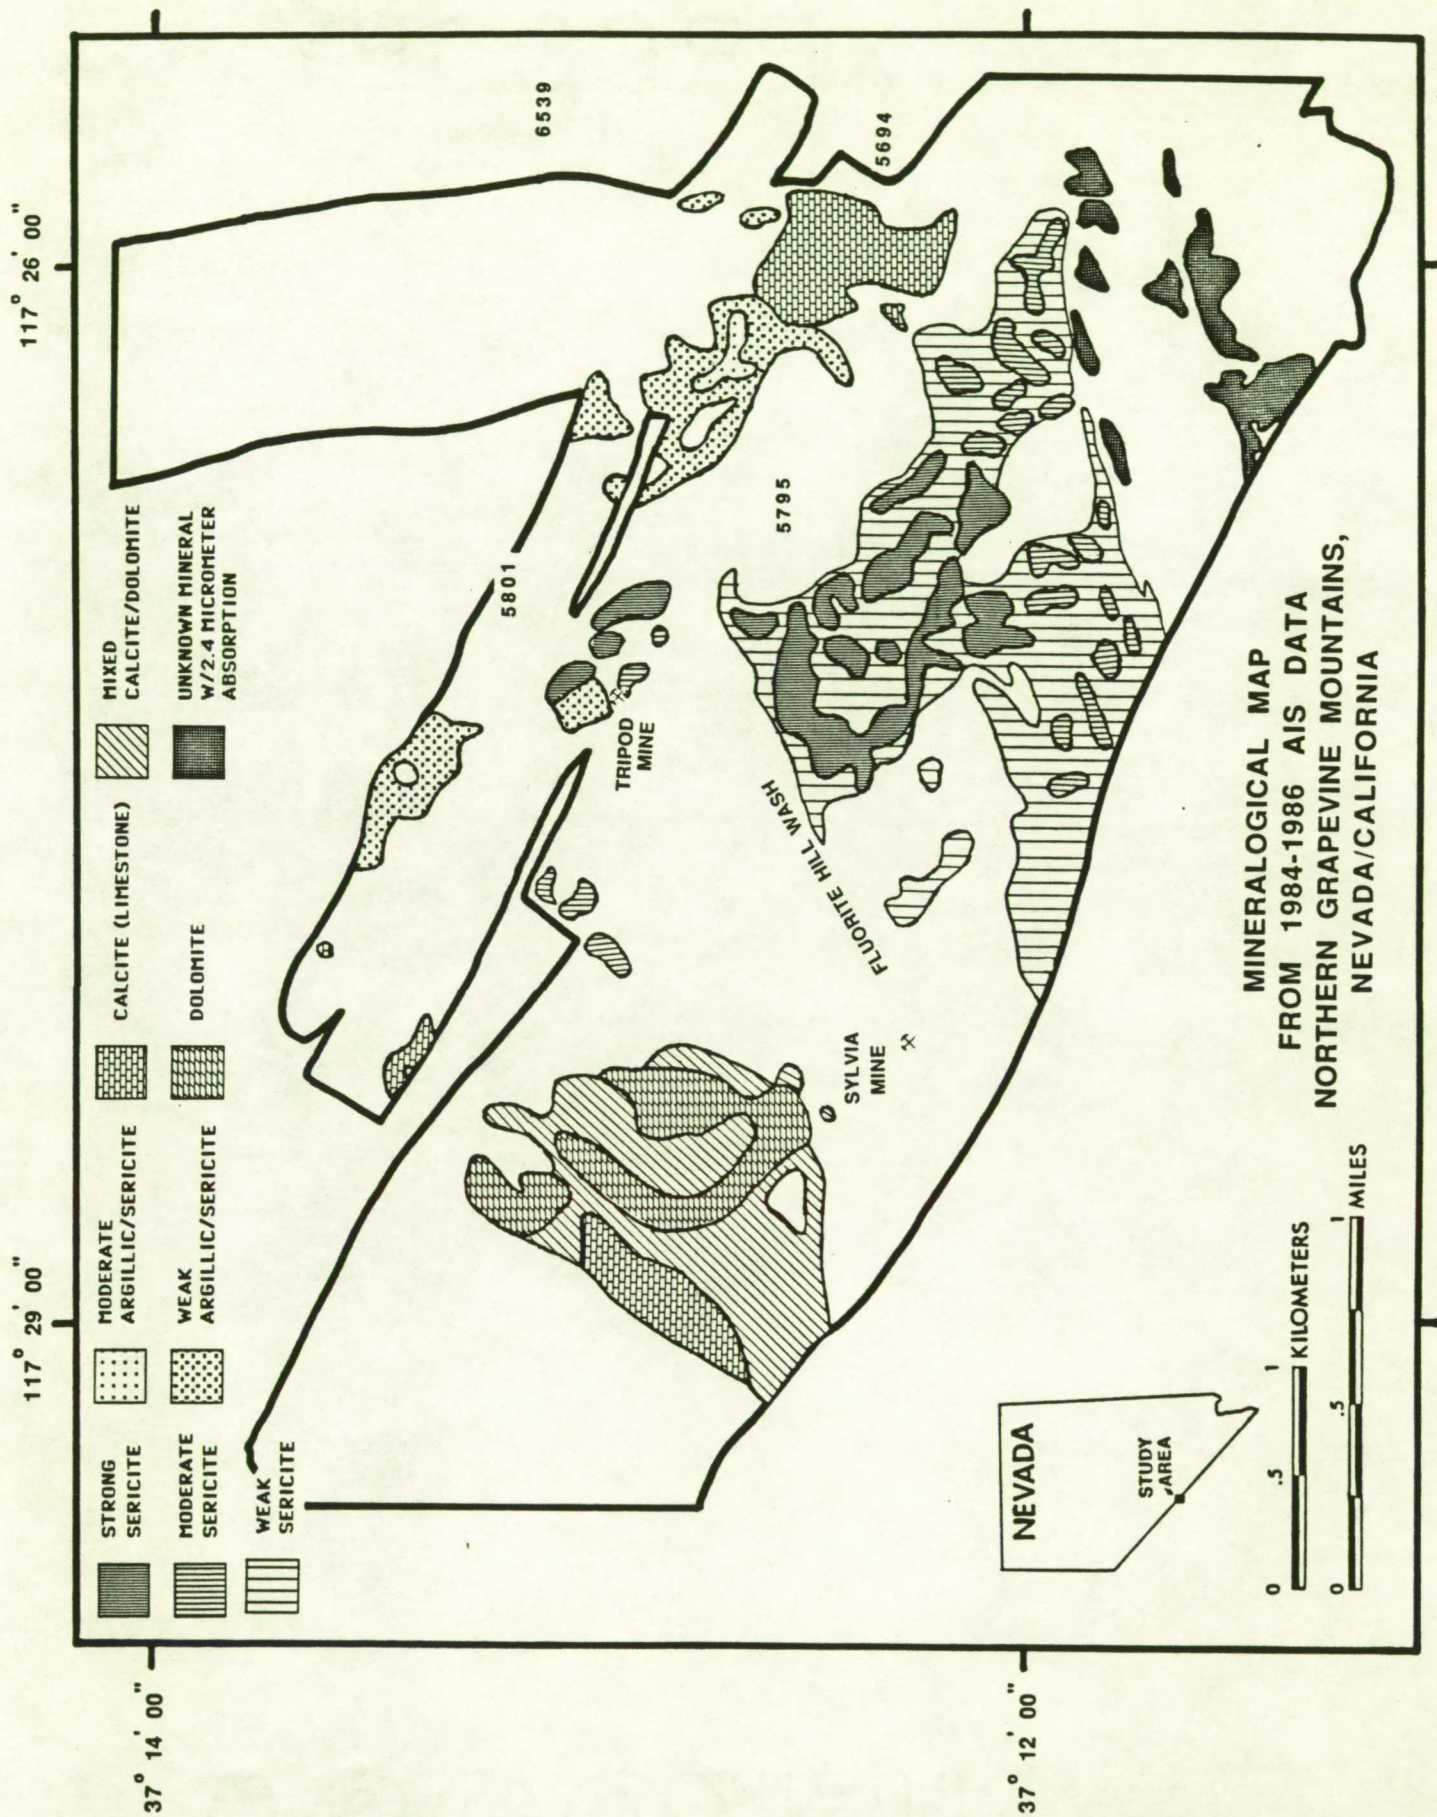 117° 29' 00"
117° 26' 00"
37° 14' 00"
37° 12' 00"
STRONG
SERICITE
MODERATE
SERICITE
WEAK
SERICITE
MODERATE
ARGILLIC/SERICITE
WEAK
ARGILLIC/SERICITE
CALCITE (LIMESTONE)
DOLOMITE
MIXED
CALCITE/DOLOMITE
UNKNOWN MINERAL
W/2.4 MICROMETER
ABSORPTION
6539
5801
5694
5795
TRIPOD
MINE
FLUORITE HILL WASH
SYLVIA
MINE
NEVADA
STUDY
AREA
0 .5 1
KILOMETERS
0 .5 1
MILES
MINERALOGICAL MAP
FROM 1984-1986 AIS DATA
NORTHERN GRAPEVINE MOUNTAINS,
NEVADA/CALIFORNIA